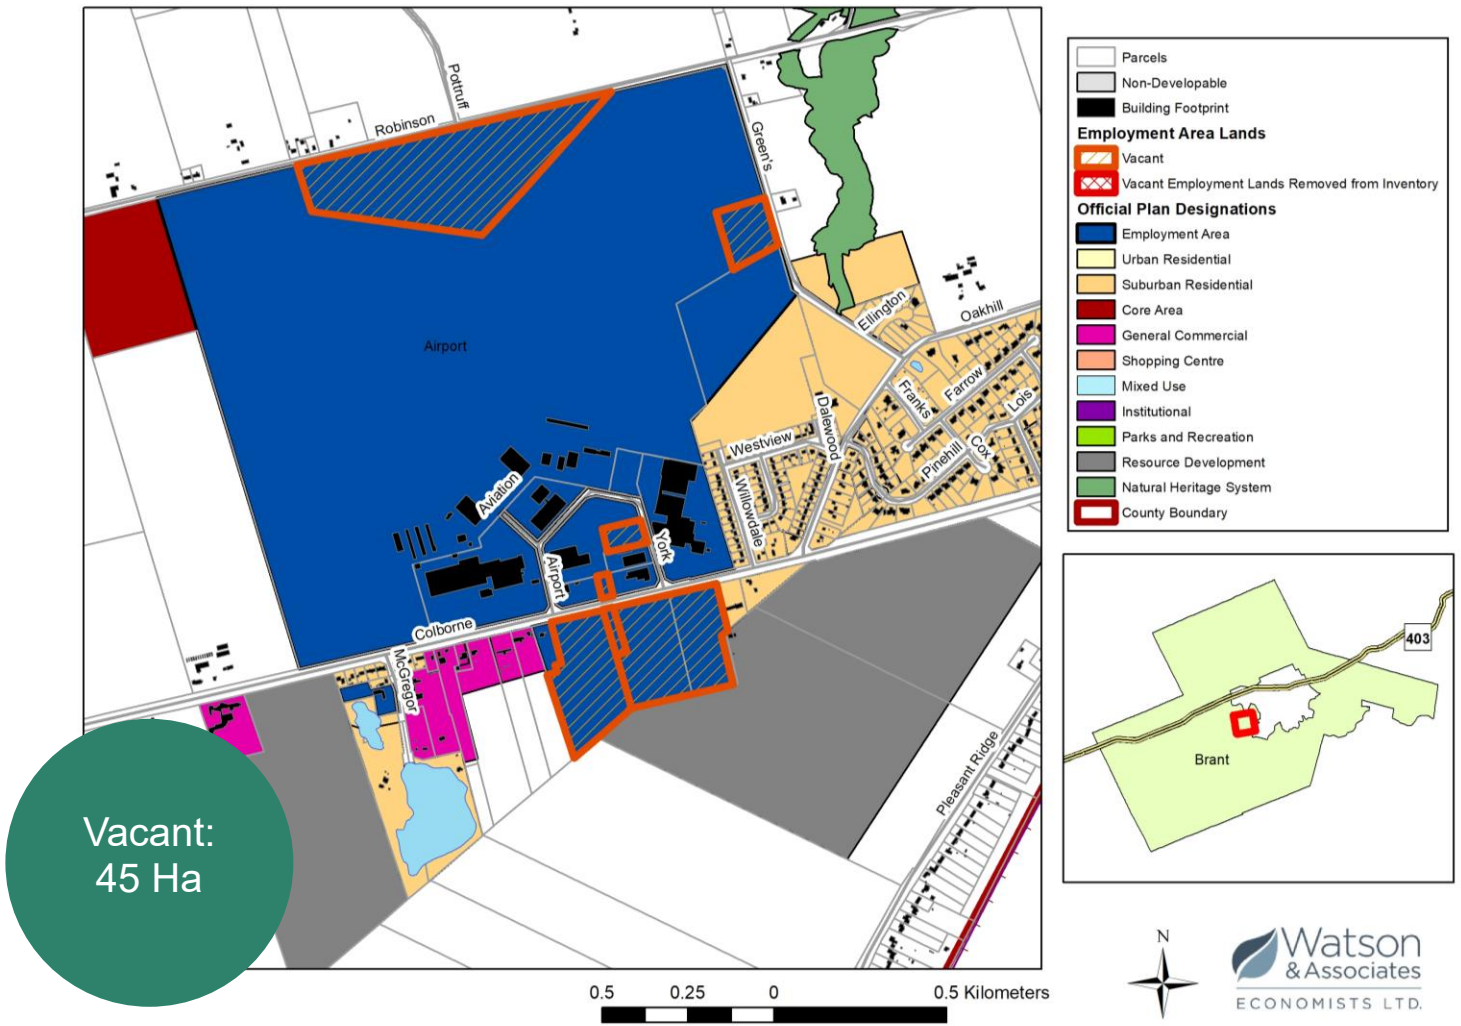 Pottruff
Robinson
Green's
Airport
Ellington
Oakhill
Farrow
Franks
Lois
Dalewood
Westview
Cox
Pinehill
Willowdale
Aviation
York
Airport
Colborne
McGregor
Pleasant Ridge
Vacant:
45 Ha
0.5 0.25 0 0.5 Kilometers
Parcels
Non-Developable
Building Footprint
Employment Area Lands
Vacant
Vacant Employment Lands Removed from Inventory
Official Plan Designations
Employment Area
Urban Residential
Suburban Residential
Core Area
General Commercial
Shopping Centre
Mixed Use
Institutional
Parks and Recreation
Resource Development
Natural Heritage System
County Boundary
403
Brant
N
Watson
& Associates
ECONOMISTS LTD.